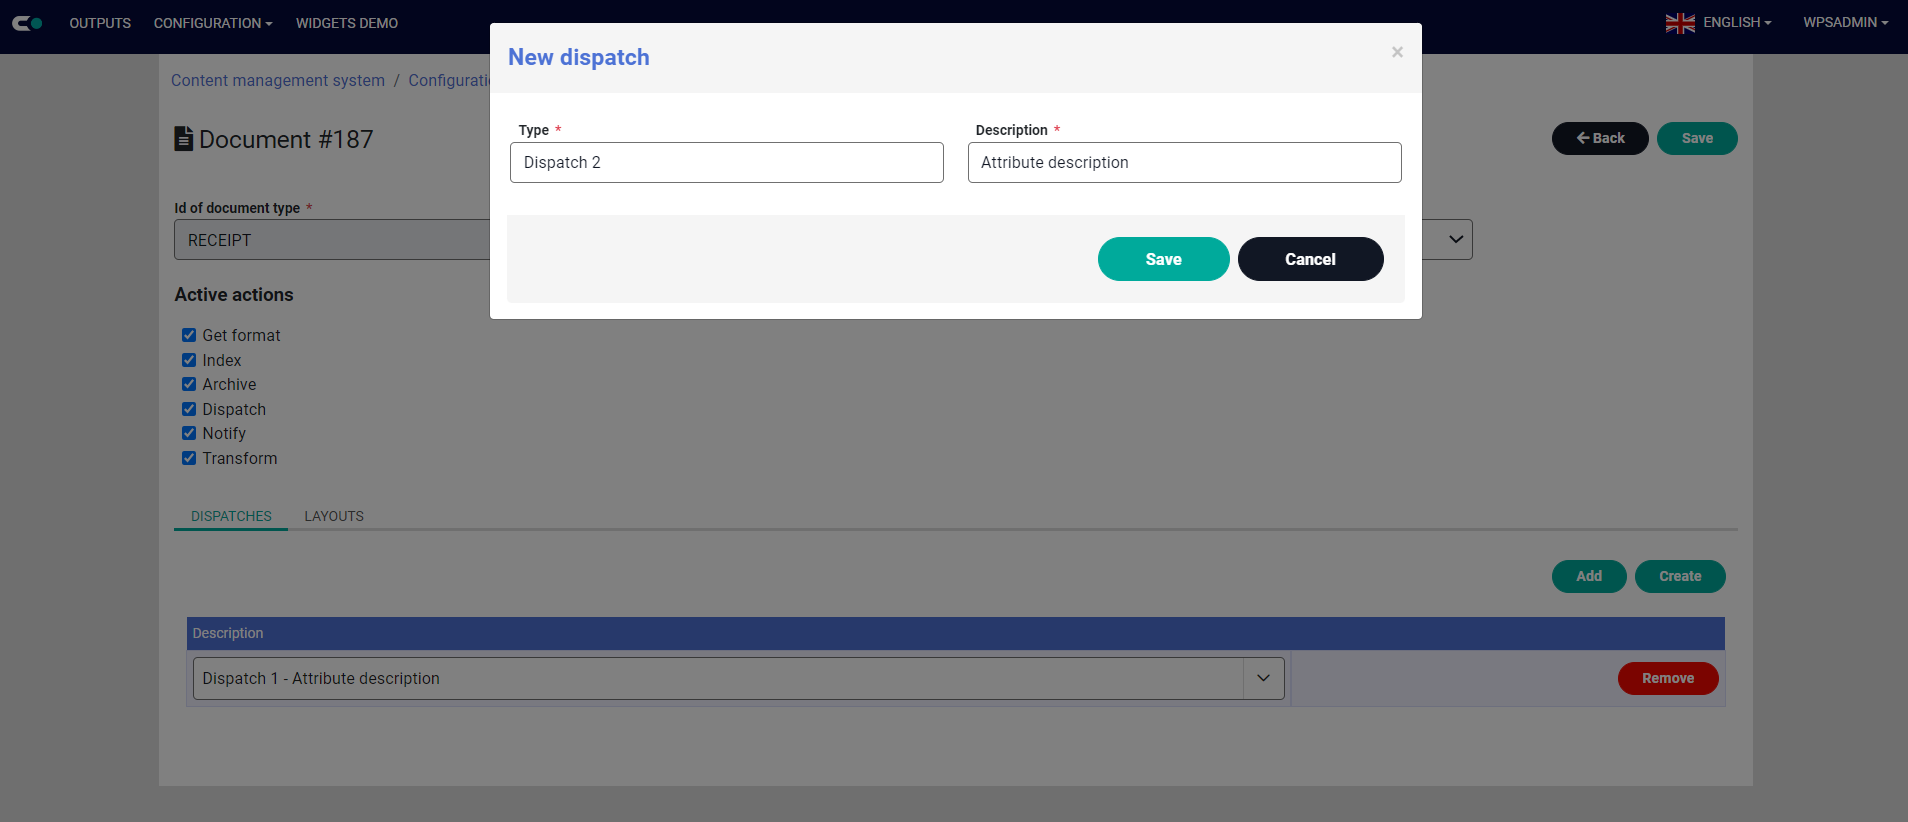 OUTPUTS CONFIGURATION WIDGETS DEMO ENGLISH WPSADMIN
New dispatch ×
Content management system / Configurati
Type * Description *
Dispatch 2 Attribute description
Document #187 Back Save
Id of document type *
RECEIPT
Save Cancel
Active actions
Get format
Index
Archive
Dispatch
Notify
Transform
DISPATCHES LAYOUTS
Add Create
Description
Dispatch 1 - Attribute description Remove